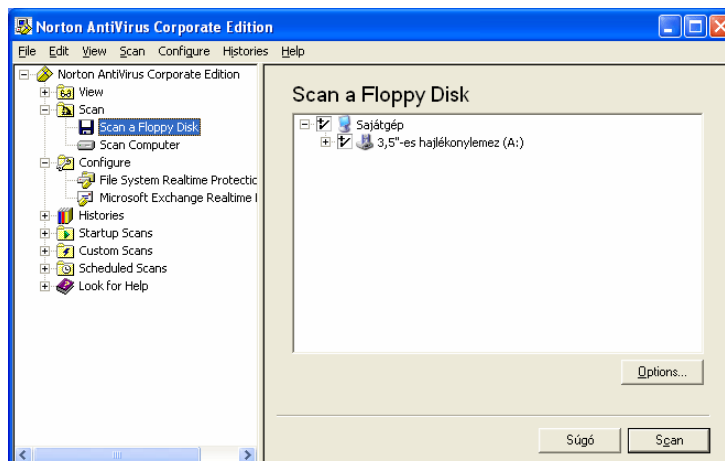 Norton AntiVirus Corporate Edition
File Edit View Scan Configure Histories Help
Norton AntiVirus Corporate Edition
View
Scan
Scan a Floppy Disk
Scan Computer
Configure
File System Realtime Protectic
Microsoft Exchange Realtime
Histories
Startup Scans
Custom Scans
Scheduled Scans
Look for Help
Scan a Floppy Disk
Sajátgép
3,5"-es hajlékonylemez (A:)
Options...
Súgó Scan